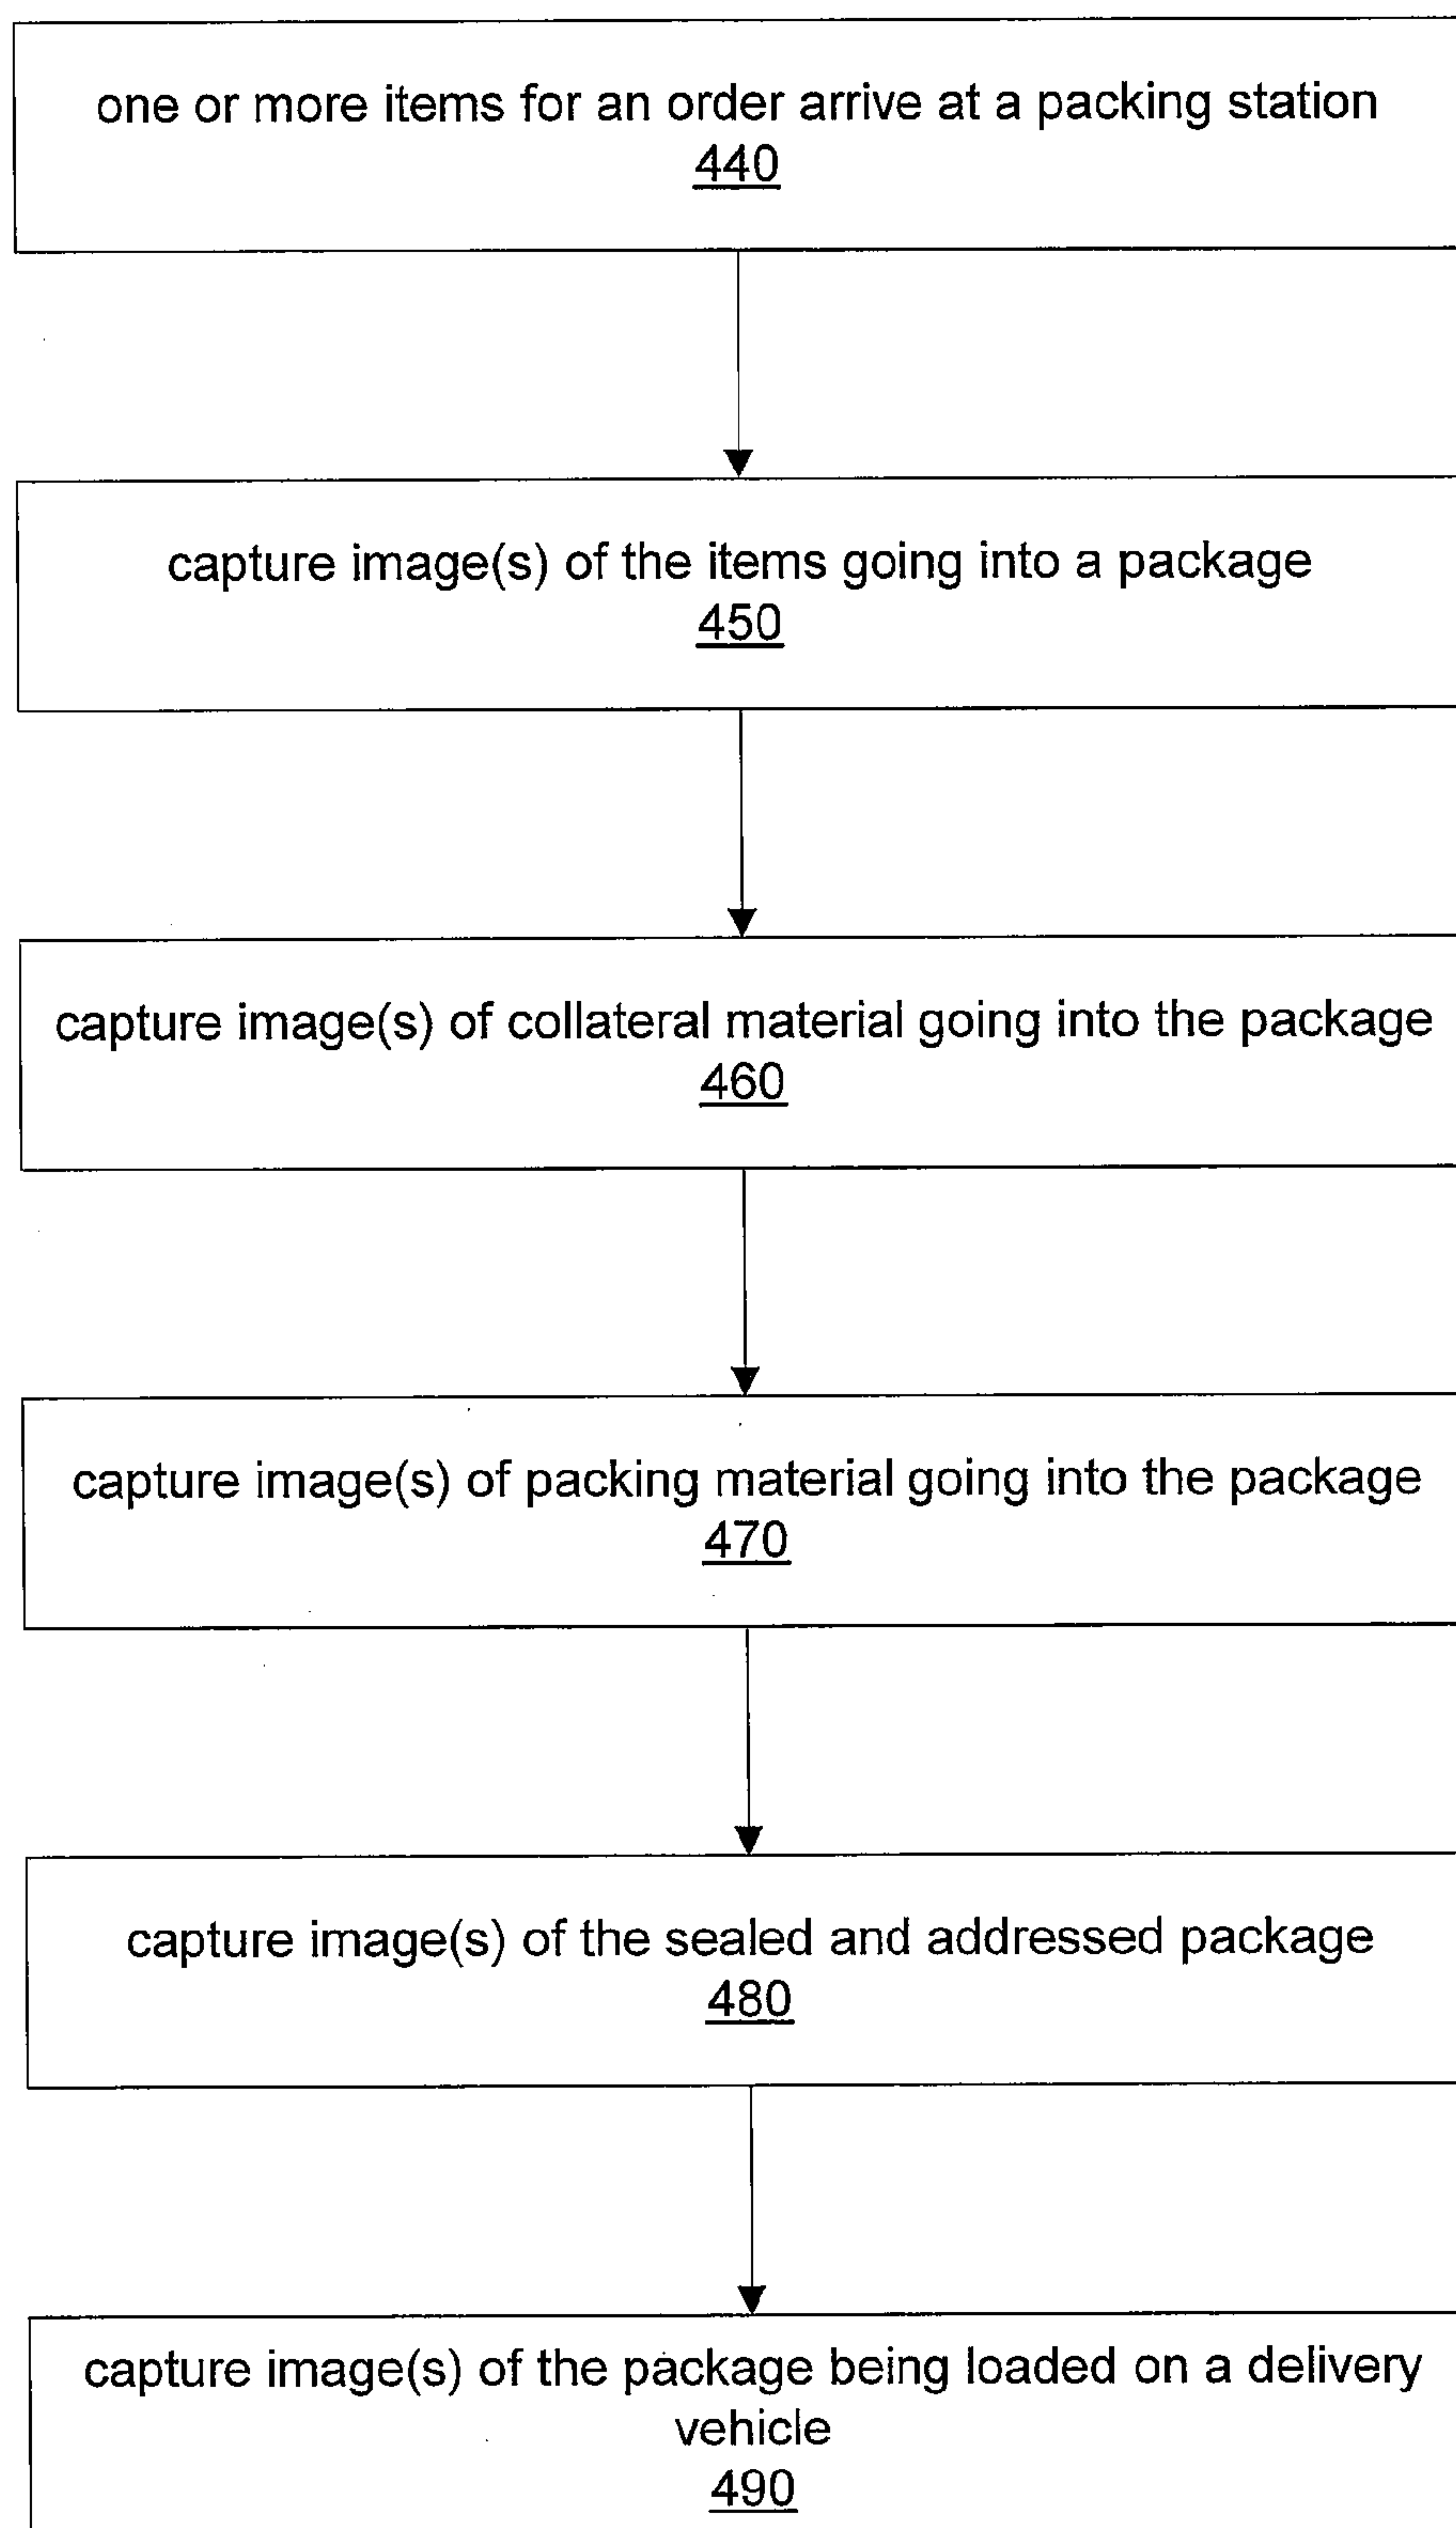 one or more items for an order arrive at a packing station
440
capture image(s) of the items going into a package
450
capture image(s) of collateral material going into the package
460
capture image(s) of packing material going into the package
470
capture image(s) of the sealed and addressed package
480
capture image(s) of the package being loaded on a delivery
vehicle
490